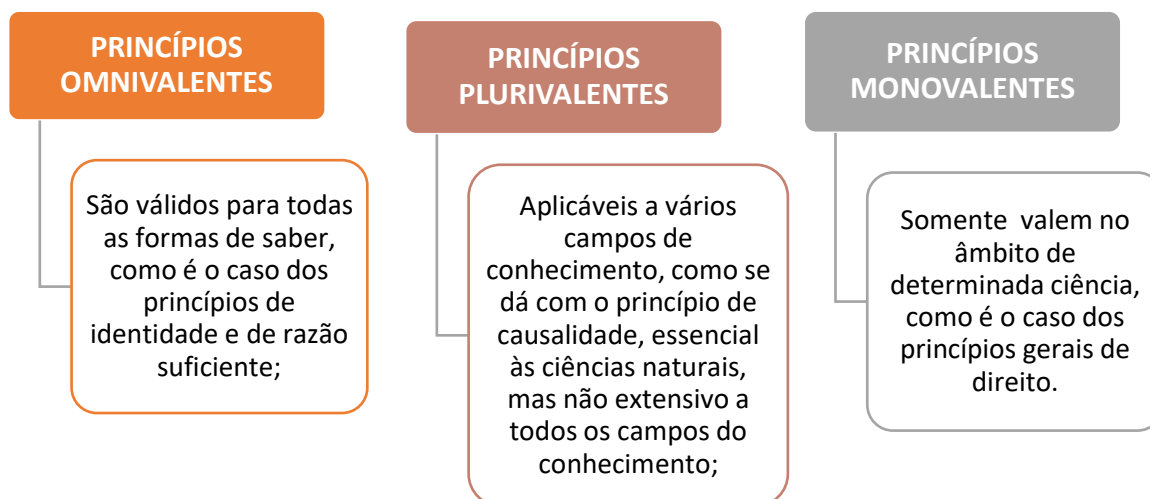 PRINCÍPIOS
OMNIVALENTES
São válidos para todas
as formas de saber,
como é o caso dos
princípios de
identidade e de razão
suficiente;
PRINCÍPIOS
PLURIVALENTES
Aplicáveis a vários
campos de
conhecimento, como se
dá com o princípio de
causalidade, essencial
às ciências naturais,
mas não extensivo a
todos os campos do
conhecimento;
PRINCÍPIOS
MONOVALENTES
Somente valem no
âmbito de
determinada ciência,
como é o caso dos
princípios gerais de
direito.